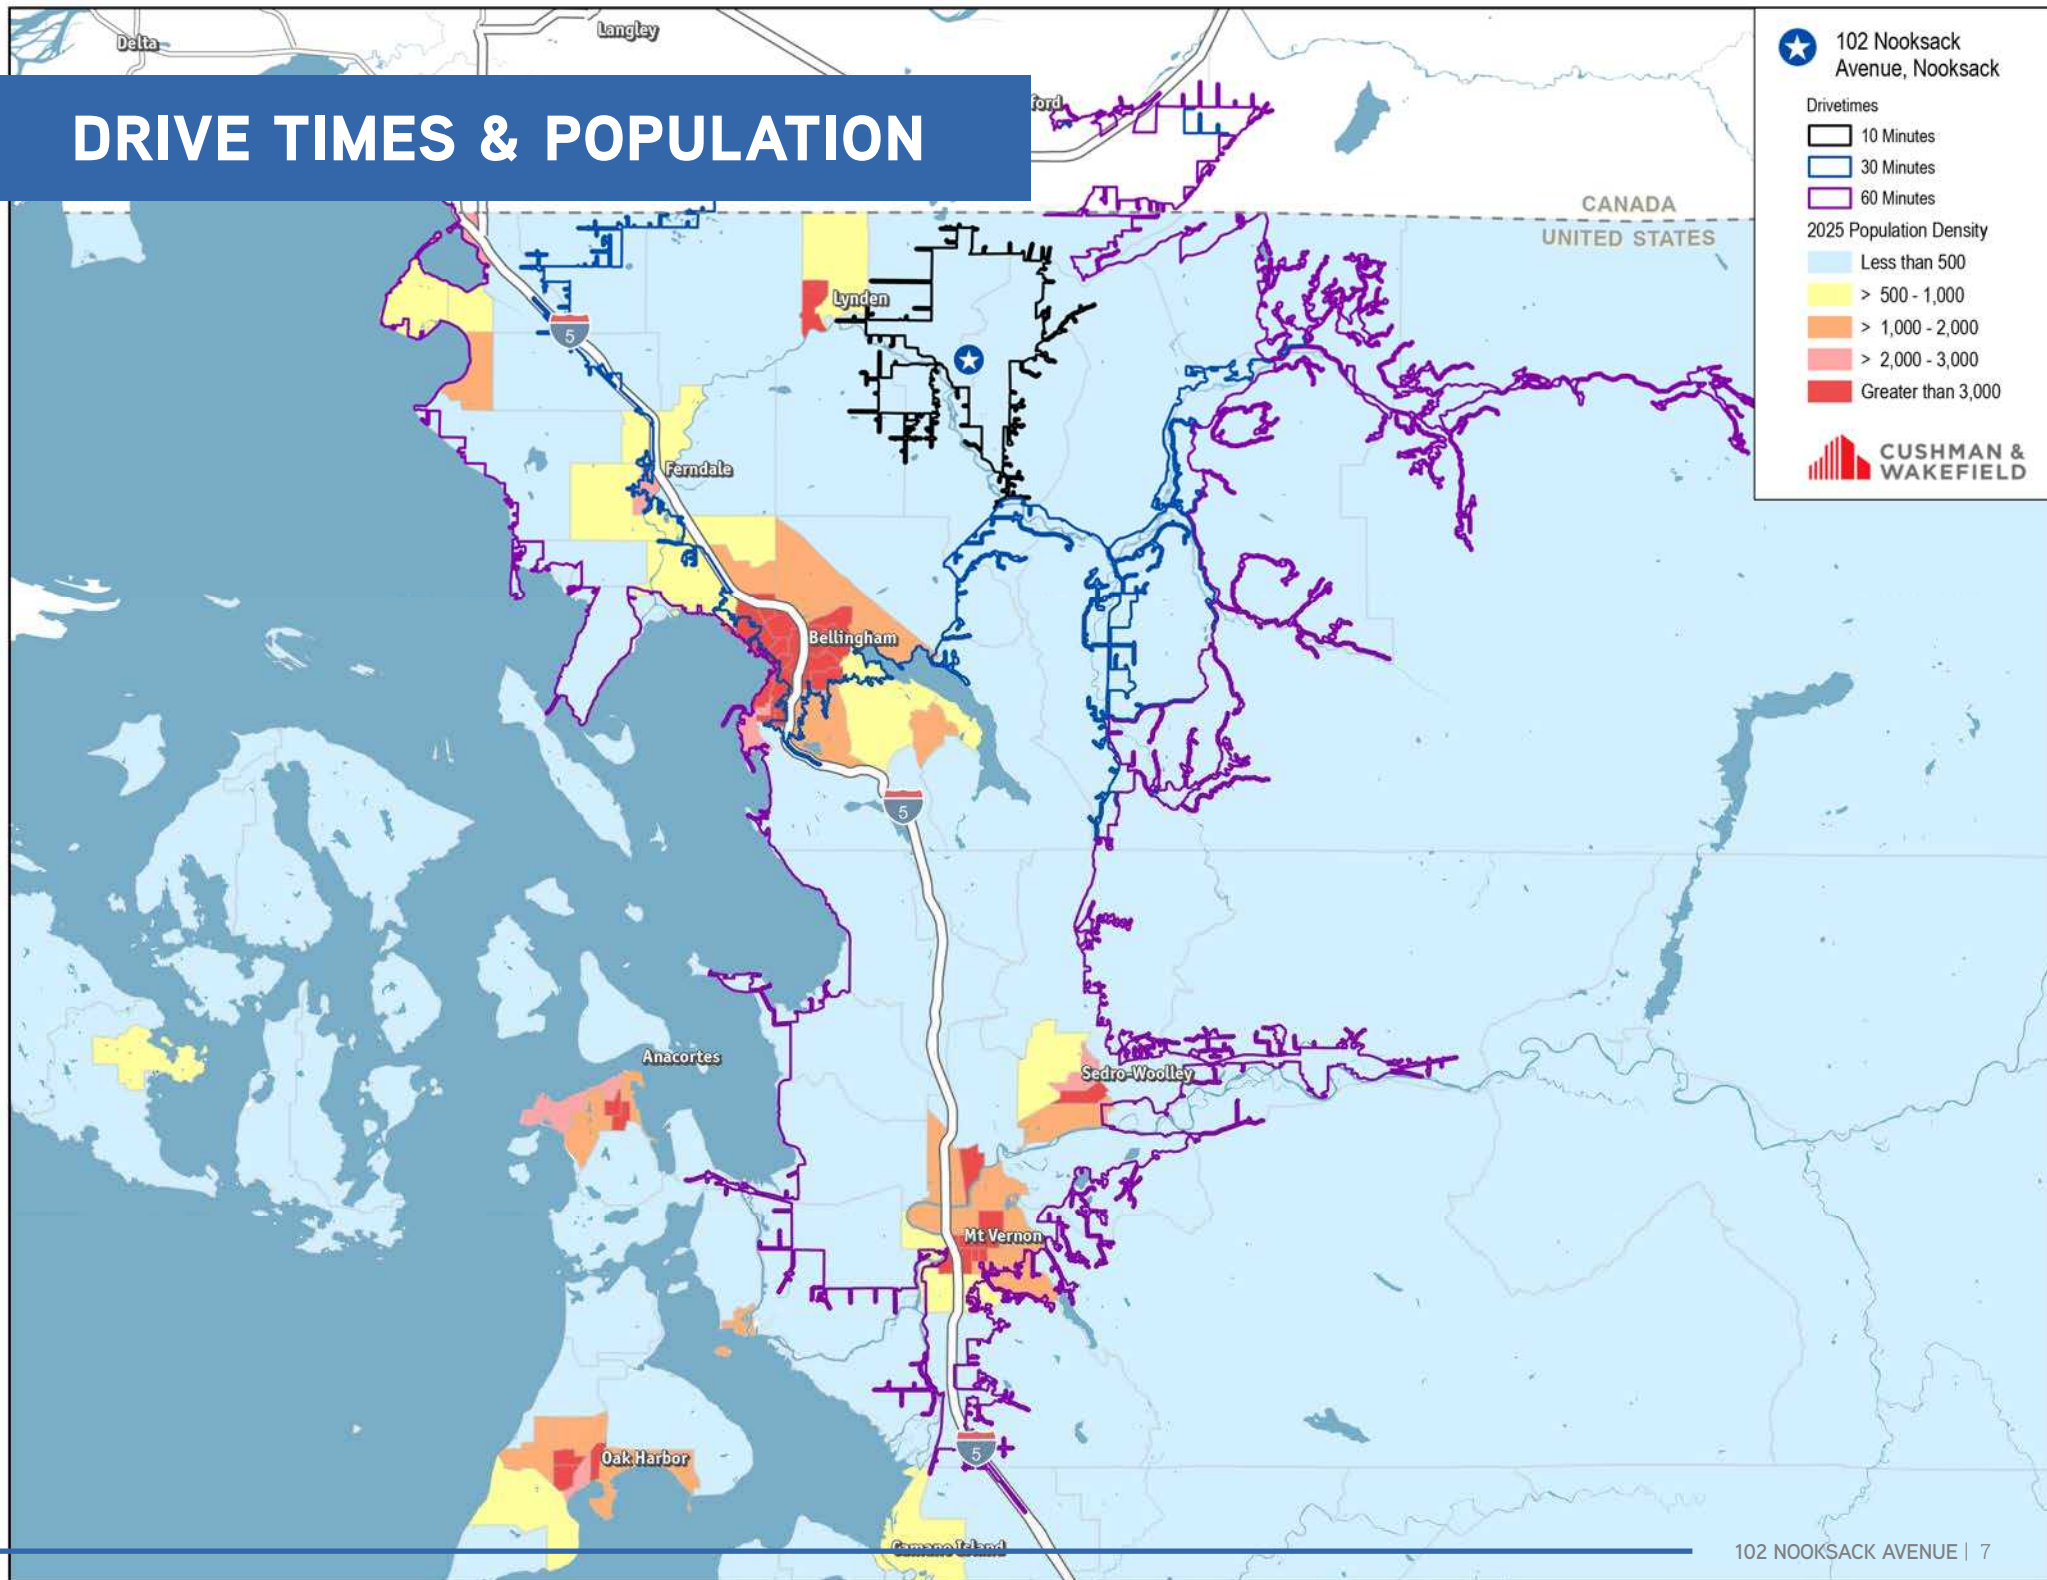 Delta
Langley
ford
DRIVE TIMES & POPULATION
102 Nooksack
Avenue, Nooksack
Drivetimes
10 Minutes
30 Minutes
60 Minutes
2025 Population Density
Less than 500
> 500 - 1,000
> 1,000 - 2,000
> 2,000 - 3,000
Greater than 3,000
CUSHMAN &
WAKEFIELD
CANADA
UNITED STATES
Lynden
5
Ferndale
Bellingham
5
Anacortes
Sedro-Woolley
Mt Vernon
5
Oak Harbor
Camano Island
102 NOOKSACK AVENUE | 7